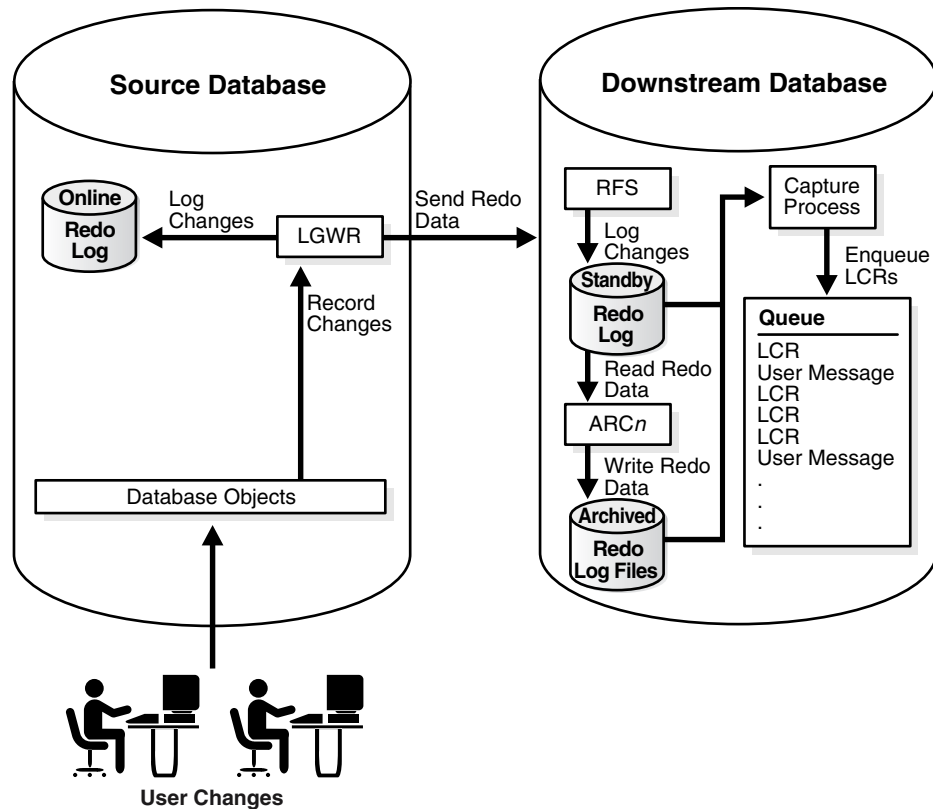 Source Database
Online
Redo
Log
Log
Changes
LGWR
Send Redo
Data
Record
Changes
Database Objects
User Changes
Downstream Database
RFS
Log
Changes
Standby
Redo
Log
Read Redo
Data
ARCn
Write Redo
Data
Archived
Redo
Log Files
Capture
Process
Enqueue
LCRs
Queue
LCR
User Message
LCR
LCR
LCR
User Message
.
.
.